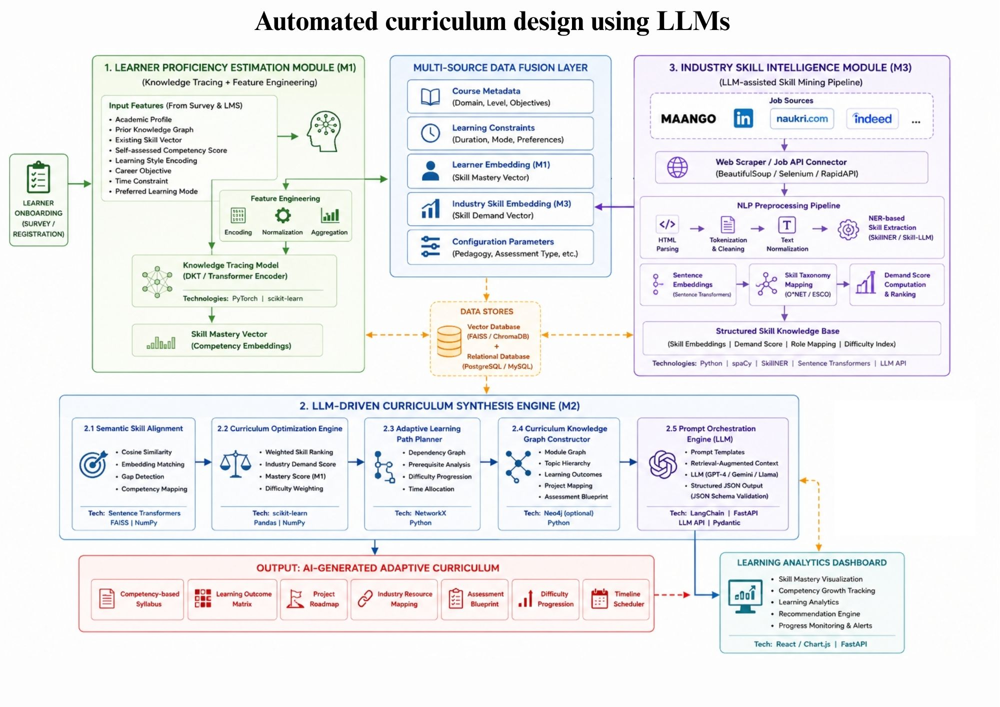 Automated curriculum design using LLMs
LEARNER
ONBOARDING
(SURVEY /
REGISTRATION)
1. LEARNER PROFICIENCY ESTIMATION MODULE (M1)
(Knowledge Tracing + Feature Engineering)
Input Features (From Survey & LMS)
• Academic Profile
• Prior Knowledge Graph
• Existing Skill Vector
• Self-assessed Competency Score
• Learning Style Encoding
• Career Objective
• Time Constraint
• Preferred Learning Mode
Feature Engineering
Encoding
Normalization
Aggregation
Knowledge Tracing Model
(DKT / Transformer Encoder)
Technologies: PyTorch | scikit-learn
Skill Mastery Vector
(Competency Embeddings)
MULTI-SOURCE DATA FUSION LAYER
Course Metadata
(Domain, Level, Objectives)
Learning Constraints
(Duration, Mode, Preferences)
Learner Embedding (M1)
(Skill Mastery Vector)
Industry Skill Embedding (M3)
(Skill Demand Vector)
Configuration Parameters
(Pedagogy, Assessment Type, etc.)
DATA STORES
Vector Database
(FAISS / ChromaDB)
+
Relational Database
(PostgreSQL / MySQL)
3. INDUSTRY SKILL INTELLIGENCE MODULE (M3)
(LLM-assisted Skill Mining Pipeline)
Job Sources
MAANGO
in
naukri.com
indeed
...
Web Scraper / Job API Connector
(BeautifulSoup / Selenium / RapidAPI)
NLP Preprocessing Pipeline
</>
HTML
Parsing
Tokenization
& Cleaning
T
Text
Normalization
NER-based
Skill Extraction
(SkillNER / Skill-LLM)
Sentence
Embeddings
(Sentence Transformers)
Skill Taxonomy
Mapping
(O*NET / ESCO)
Demand Score
Computation
& Ranking
Structured Skill Knowledge Base
(Skill Embeddings | Demand Score | Role Mapping | Difficulty Index)
Technologies: Python | spaCy | SkillNER | Sentence Transformers | LLM API
2. LLM-DRIVEN CURRICULUM SYNTHESIS ENGINE (M2)
2.1 Semantic Skill Alignment
• Cosine Similarity
• Embedding Matching
• Gap Detection
• Competency Mapping
Tech: Sentence Transformers
FAISS | NumPy
2.2 Curriculum Optimization Engine
• Weighted Skill Ranking
• Industry Demand Score
• Mastery Score (M1)
• Difficulty Weighting
Tech: scikit-learn
Pandas | NumPy
2.3 Adaptive Learning
Path Planner
• Dependency Graph
• Prerequisite Analysis
• Difficulty Progression
• Time Allocation
Tech: NetworkX
Python
2.4 Curriculum Knowledge
Graph Constructor
• Module Graph
• Topic Hierarchy
• Learning Outcomes
• Project Mapping
• Assessment Blueprint
Tech: Neo4j (optional)
Python
2.5 Prompt Orchestration
Engine (LLM)
• Prompt Templates
• Retrieval-Augmented Context
• LLM (GPT-4 / Gemini / Llama)
• Structured JSON Output
(JSON Schema Validation)
Tech: LangChain | FastAPI
LLM API | Pydantic
OUTPUT: AI-GENERATED ADAPTIVE CURRICULUM
Competency-based
Syllabus
Learning Outcome
Matrix
Project
Roadmap
Industry Resource
Mapping
Assessment
Blueprint
Difficulty
Progression
Timeline
Scheduler
LEARNING ANALYTICS DASHBOARD
• Skill Mastery Visualization
• Competency Growth Tracking
• Learning Analytics
• Recommendation Engine
• Progress Monitoring & Alerts
Tech: React / Chart.js | FastAPI